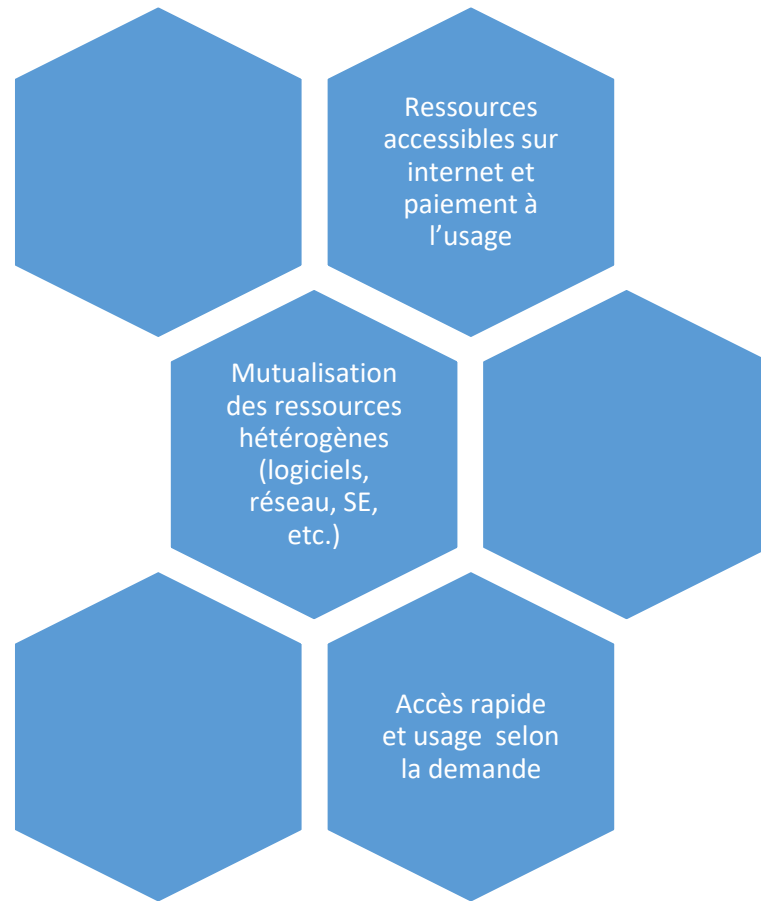 Ressources
accessibles sur
internet et
paiement à
l’usage
Mutualisation
des ressources
hétérogènes
(logiciels,
réseau, SE,
etc.)
Accès rapide
et usage  selon
la demande